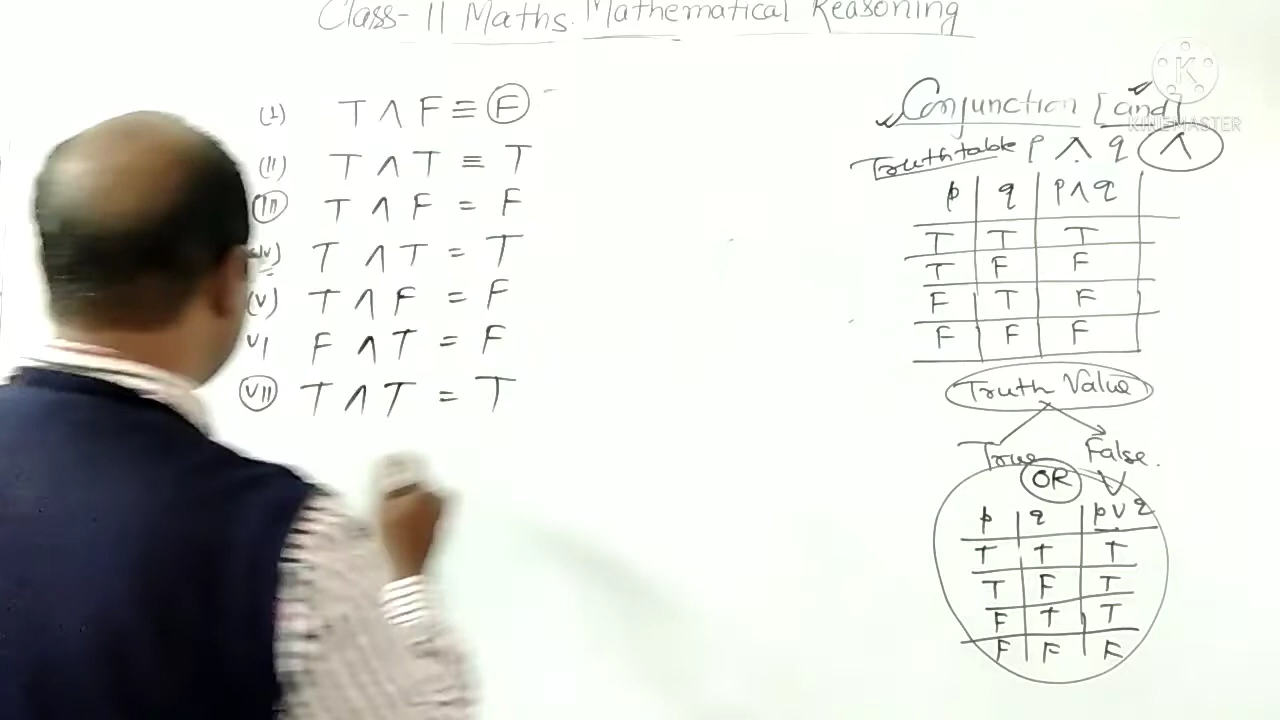 Class- 11 Maths. Mathematical Reasoning
(I) T ∧ F ≡ F
(II) T ∧ T ≡ T
(III) T ∧ F = F
(iv) T ∧ T = T
(v) T ∧ F = F
VI F ∧ T = F
(VII) T ∧ T = T
Conjunction [and]
KINEMASTER
Truth table p ∧ q ∧
p q p∧q
T T T
T F F
F T F
F F F
Truth Value
True False.
OR V
p q p∨q
T T T
T F T
F T T
F F F